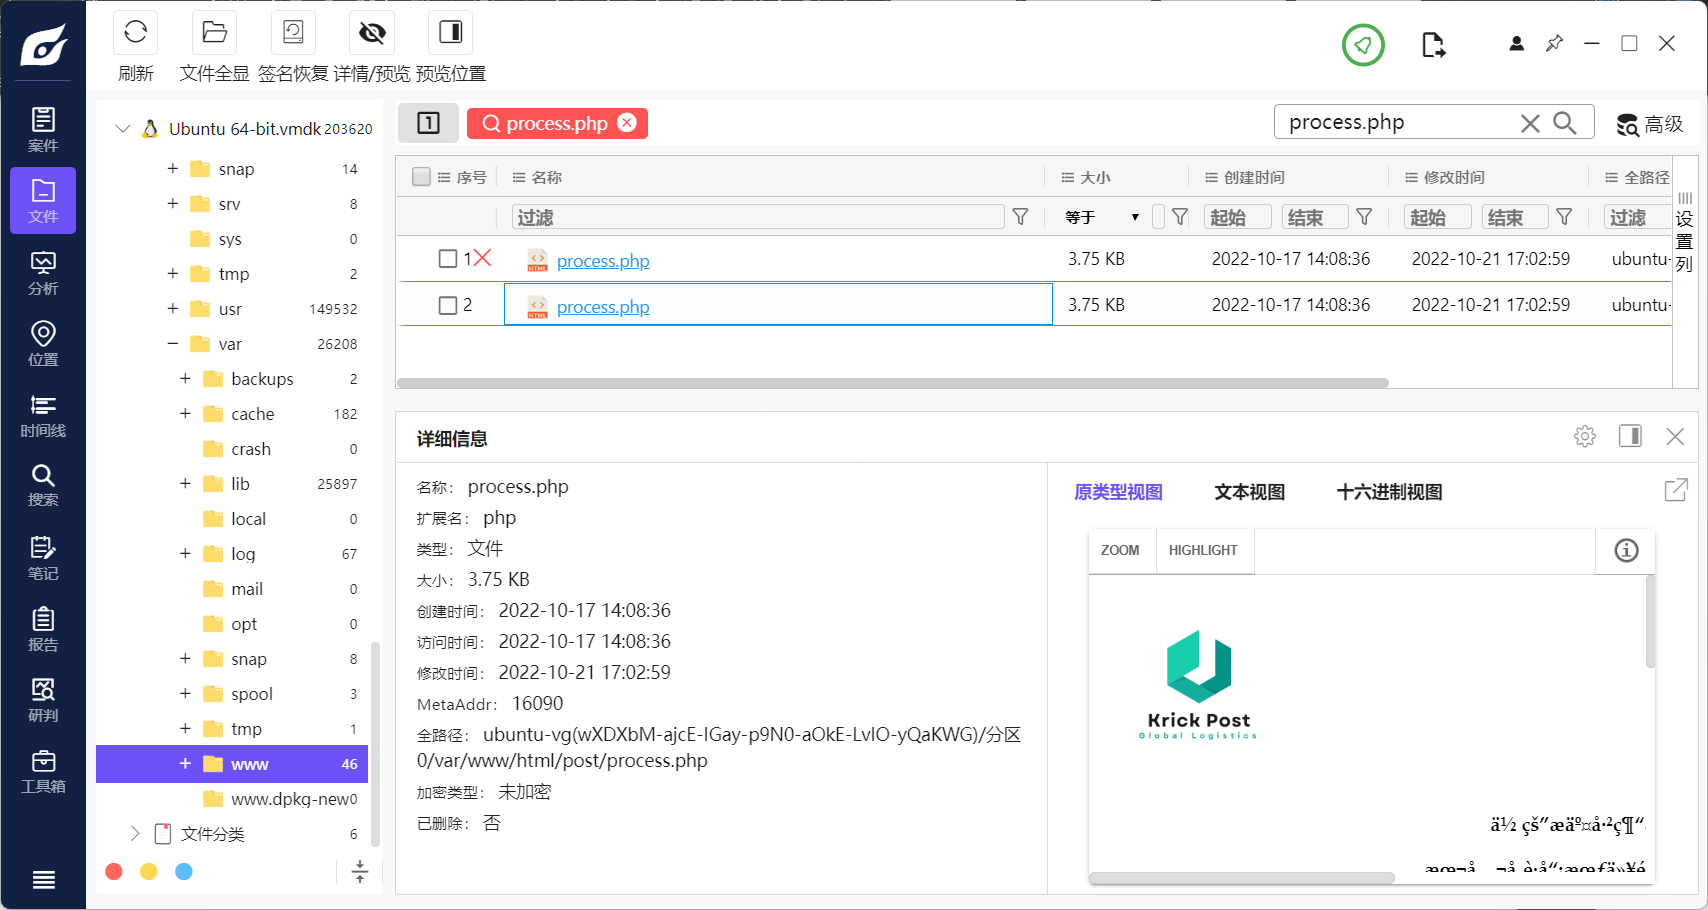 刷新 文件全显 签名恢复 详情/预览 预览位置
案件
文件
分析
位置
时间线
搜索
笔记
报告
研判
工具箱
Ubuntu 64-bit.vmdk 203620
+ snap 14
+ srv 8
sys 0
+ tmp 2
+ usr 149532
− var 26208
+ backups 2
+ cache 182
crash 0
+ lib 25897
local 0
+ log 67
mail 0
opt 0
+ snap 8
+ spool 3
+ tmp 1
+ www 46
www.dpkg-new 0
文件分类 6
1 process.php
process.php 高级
序号 名称 大小 创建时间 修改时间 全路径
过滤 等于 起始 结束 起始 结束 过滤
设置列
1 process.php 3.75 KB 2022-10-17 14:08:36 2022-10-21 17:02:59 ubuntu-
2 process.php 3.75 KB 2022-10-17 14:08:36 2022-10-21 17:02:59 ubuntu-
详细信息
名称: process.php
扩展名: php
类型: 文件
大小: 3.75 KB
创建时间: 2022-10-17 14:08:36
访问时间: 2022-10-17 14:08:36
修改时间: 2022-10-21 17:02:59
MetaAddr: 16090
全路径: ubuntu-vg(wXDXbM-ajcE-IGay-p9N0-aOkE-LvIO-yQaKWG)/分区
0/var/www/html/post/process.php
加密类型: 未加密
已删除: 否
原类型视图 文本视图 十六进制视图
ZOOM HIGHLIGHT
Krick Post
Global Logistics
ä½ çš”æäº¤å·²ç¶“